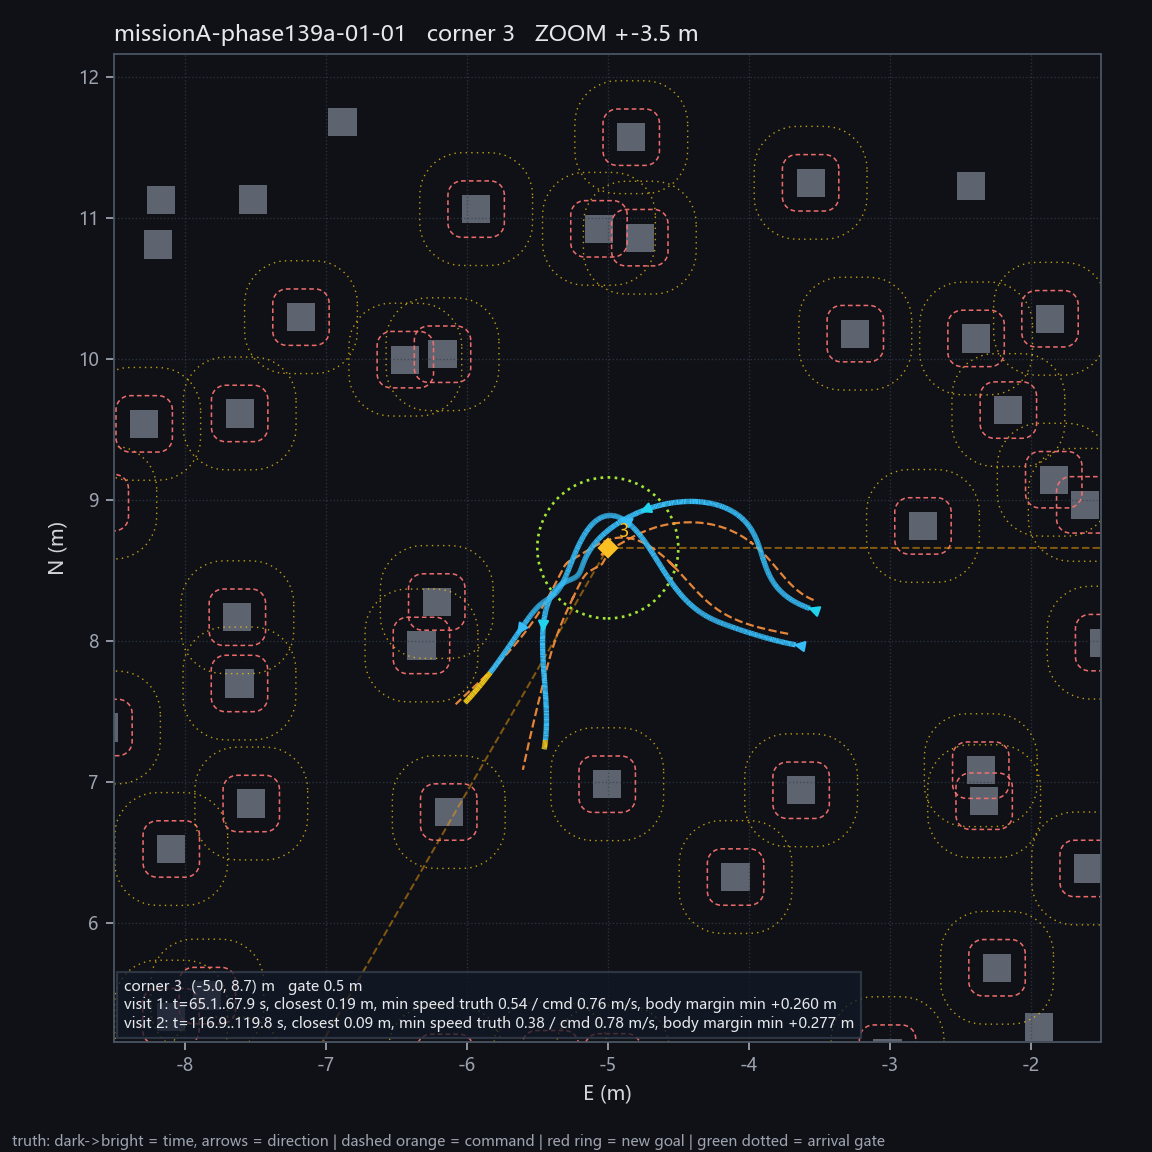 missionA-phase139a-01-01   corner 3   ZOOM +-3.5 m
12
11
10
9
8
7
6
N (m)
3
corner 3  (-5.0, 8.7) m   gate 0.5 m
visit 1: t=65.1..67.9 s, closest 0.19 m, min speed truth 0.54 / cmd 0.76 m/s, body margin min +0.260 m
visit 2: t=116.9..119.8 s, closest 0.09 m, min speed truth 0.38 / cmd 0.78 m/s, body margin min +0.277 m
-8 -7 -6 -5 -4 -3 -2
E (m)
truth: dark->bright = time, arrows = direction | dashed orange = command | red ring = new goal | green dotted = arrival gate